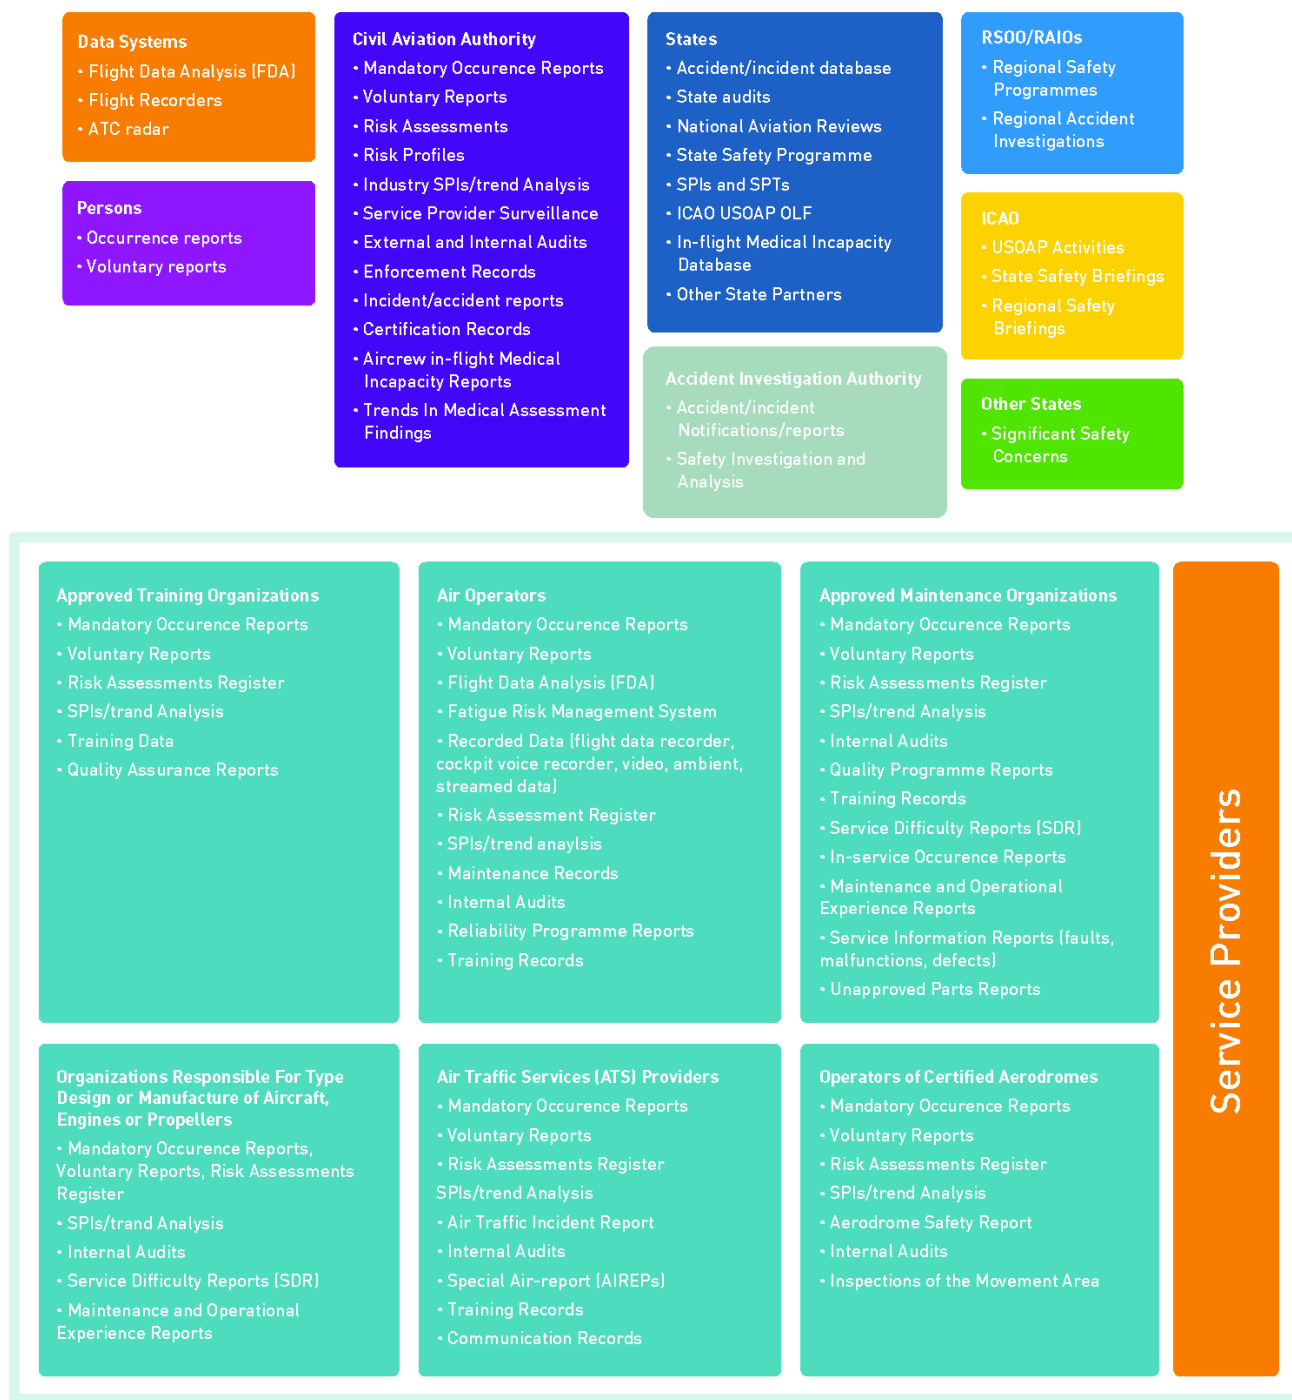 Data Systems
• Flight Data Analysis (FDA)
• Flight Recorders
• ATC radar
Persons
• Occurrence reports
• Voluntary reports
Civil Aviation Authority
• Mandatory Occurence Reports
• Voluntary Reports
• Risk Assessments
• Risk Profiles
• Industry SPIs/trend Analysis
• Service Provider Surveillance
• External and Internal Audits
• Enforcement Records
• Incident/accident reports
• Certification Records
• Aircrew in-flight Medical
Incapacity Reports
• Trends In Medical Assessment
Findings
States
• Accident/incident database
• State audits
• National Aviation Reviews
• State Safety Programme
• SPIs and SPTs
• ICAO USOAP OLF
• In-flight Medical Incapacity
Database
• Other State Partners
Accident Investigation Authority
• Accident/incident
Notifications/reports
• Safety Investigation and
Analysis
RSOO/RAIOs
• Regional Safety
Programmes
• Regional Accident
Investigations
ICAO
• USOAP Activities
• State Safety Briefings
• Regional Safety
Briefings
Other States
• Significant Safety
Concerns
Approved Training Organizations
• Mandatory Occurence Reports
• Voluntary Reports
• Risk Assessments Register
• SPIs/trand Analysis
• Training Data
• Quality Assurance Reports
Air Operators
• Mandatory Occurence Reports
• Voluntary Reports
• Flight Data Analysis (FDA)
• Fatigue Risk Management System
• Recorded Data (flight data recorder,
cockpit voice recorder, video, ambient,
streamed data)
• Risk Assessment Register
• SPIs/trend anaylsis
• Maintenance Records
• Internal Audits
• Reliability Programme Reports
• Training Records
Approved Maintenance Organizations
• Mandatory Occurence Reports
• Voluntary Reports
• Risk Assessments Register
• SPIs/trend Analysis
• Internal Audits
• Quality Programme Reports
• Training Records
• Service Difficulty Reports (SDR)
• In-service Occurence Reports
• Maintenance and Operational
Experience Reports
• Service Information Reports (faults,
malfunctions, defects)
• Unapproved Parts Reports
Organizations Responsible For Type
Design or Manufacture of Aircraft,
Engines or Propellers
• Mandatory Occurence Reports,
Voluntary Reports, Risk Assessments
Register
• SPIs/trand Analysis
• Internal Audits
• Service Difficulty Reports (SDR)
• Maintenance and Operational
Experience Reports
Air Traffic Services (ATS) Providers
• Mandatory Occurence Reports
• Voluntary Reports
• Risk Assessments Register
SPIs/trend Analysis
• Air Traffic Incident Report
• Internal Audits
• Special Air-report (AIREPs)
• Training Records
• Communication Records
Operators of Certified Aerodromes
• Mandatory Occurence Reports
• Voluntary Reports
• Risk Assessments Register
• SPIs/trend Analysis
• Aerodrome Safety Report
• Internal Audits
• Inspections of the Movement Area
Service Providers